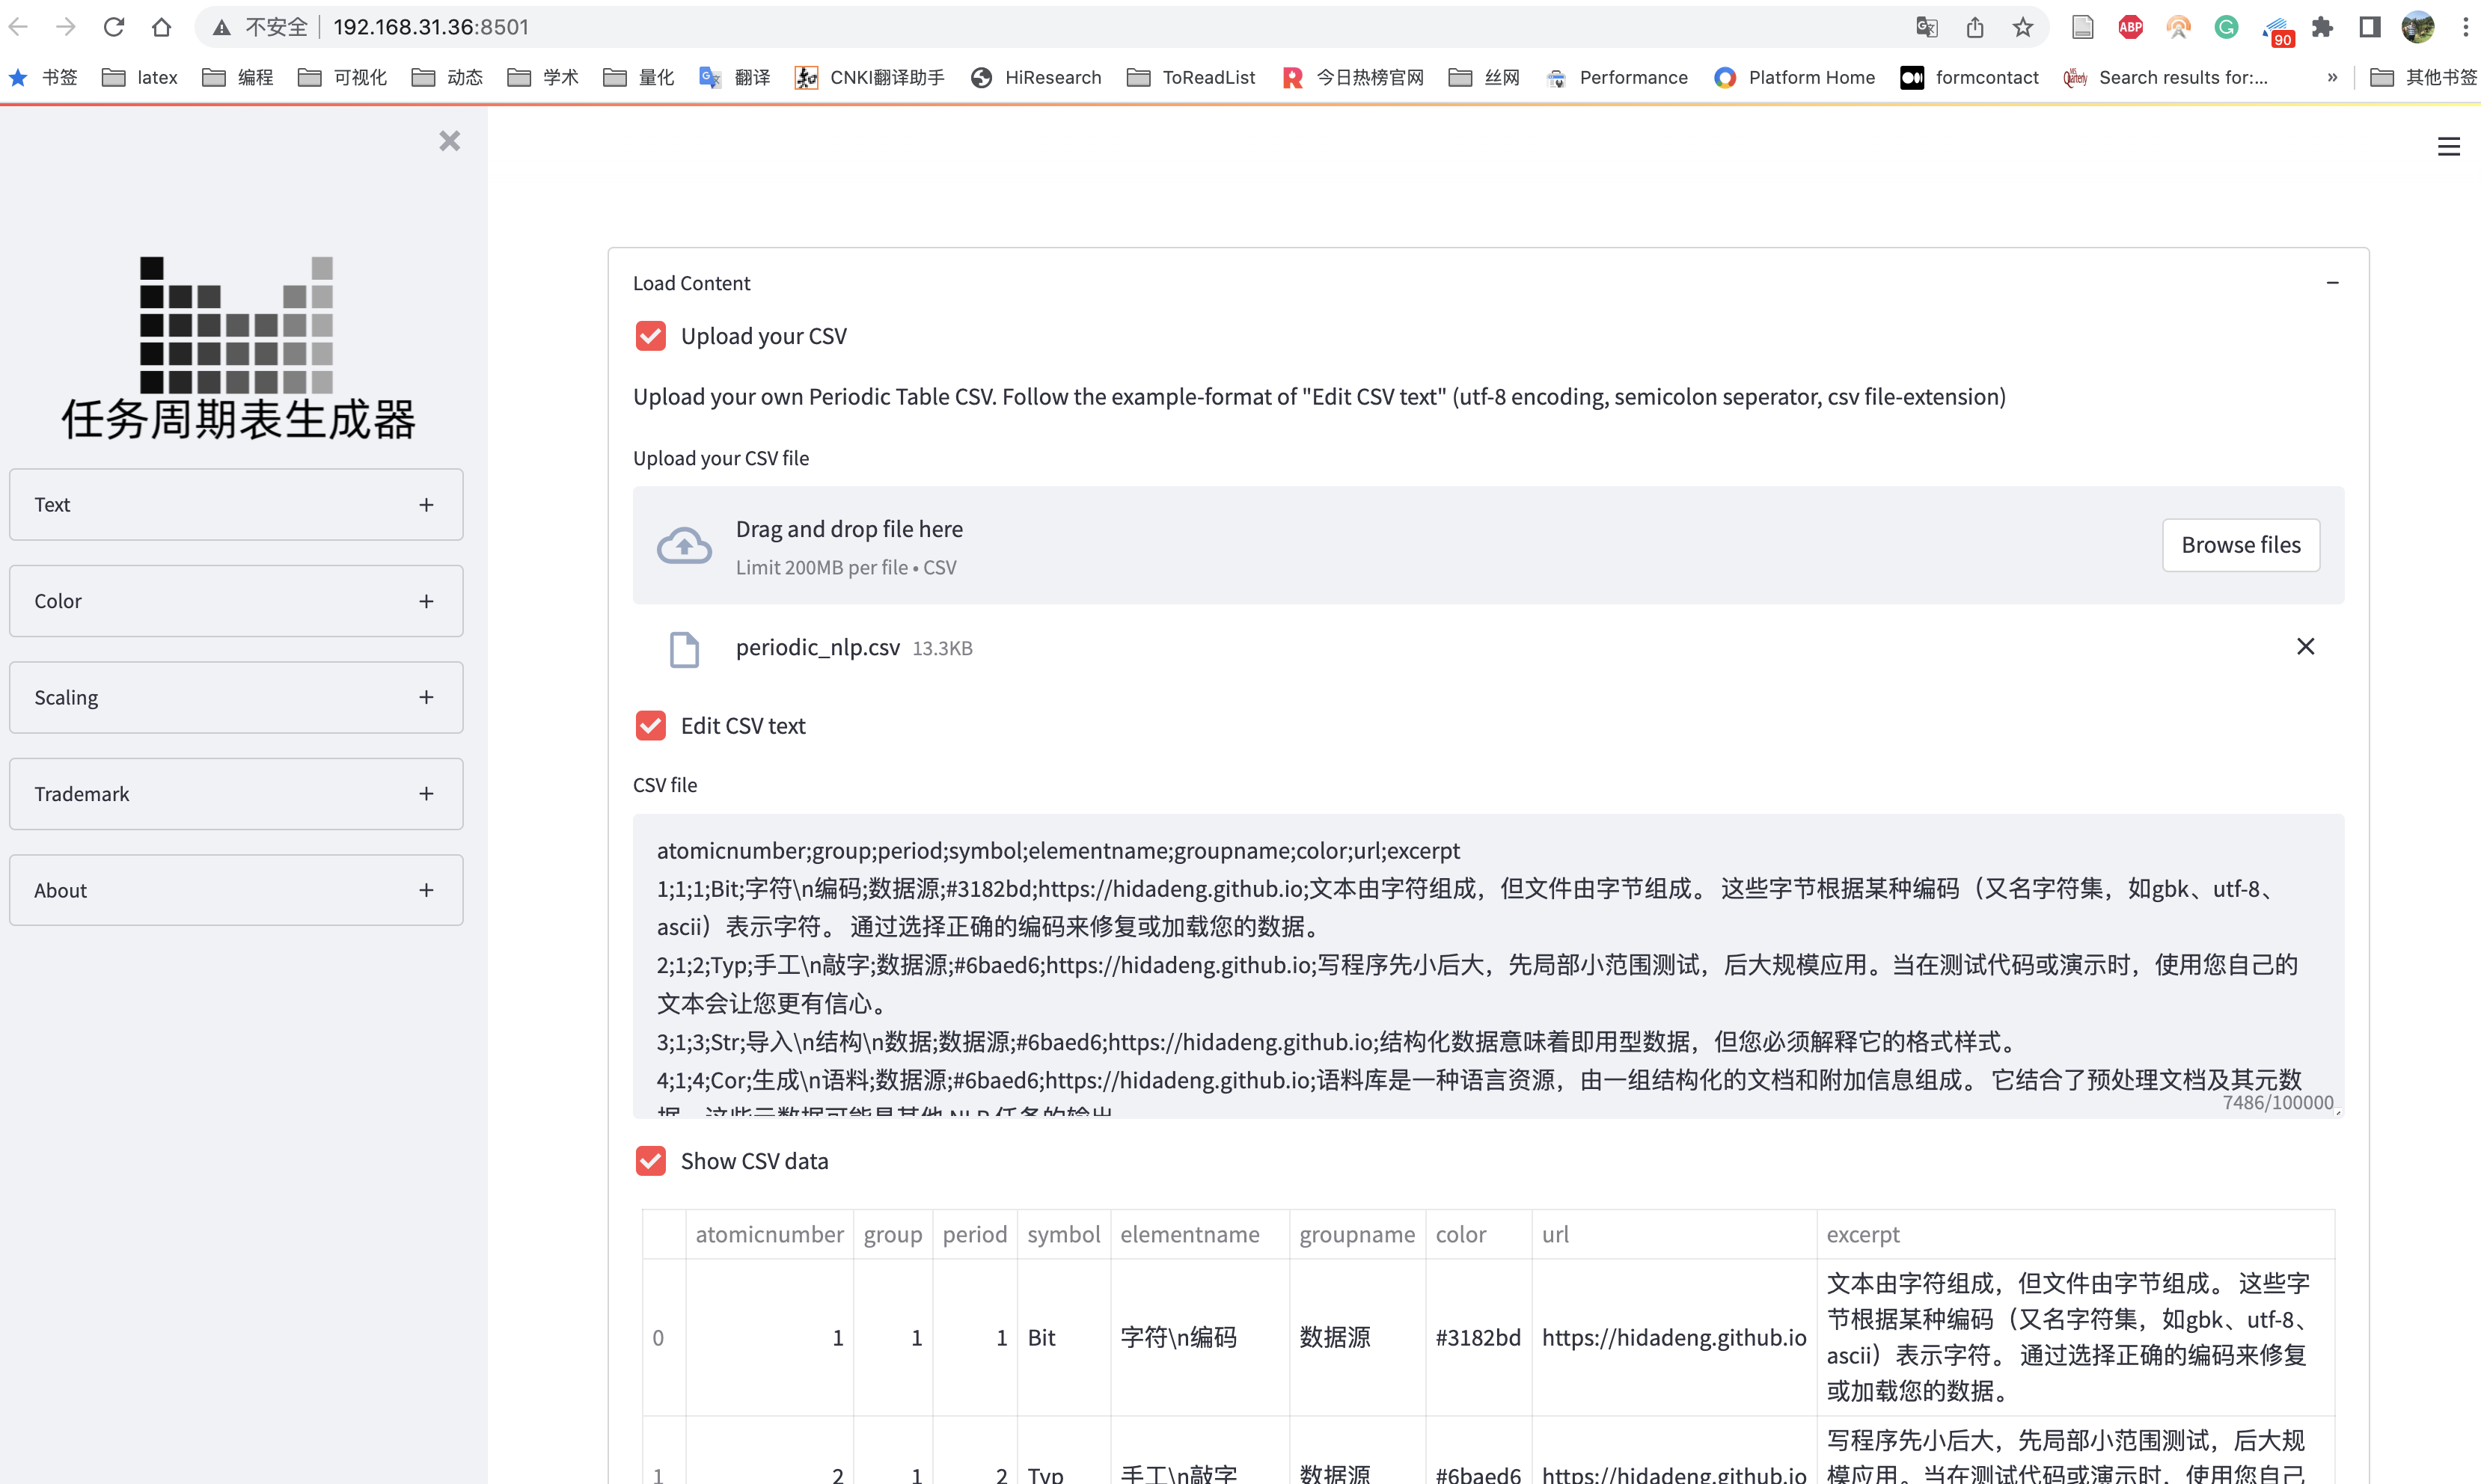 不安全 192.168.31.36:8501
ABP
90
书签 latex 编程 可视化 动态 学术 量化 翻译 CNKI翻译助手 HiResearch ToReadList 今日热榜官网 丝网 Performance Platform Home formcontact Search results for:... » 其他书签
任务周期表生成器
Text
Color
Scaling
Trademark
About
Load Content
Upload your CSV
Upload your own Periodic Table CSV. Follow the example-format of "Edit CSV text" (utf-8 encoding, semicolon seperator, csv file-extension)
Upload your CSV file
Drag and drop file here
Limit 200MB per file • CSV
Browse files
periodic_nlp.csv 13.3KB
Edit CSV text
CSV file
atomicnumber;group;period;symbol;elementname;groupname;color;url;excerpt
1;1;1;Bit;字符\n编码;数据源;#3182bd;https://hidadeng.github.io;文本由字符组成，但文件由字节组成。 这些字节根据某种编码（又名字符集，如gbk、utf-8、
ascii）表示字符。 通过选择正确的编码来修复或加载您的数据。
2;1;2;Typ;手工\n敲字;数据源;#6baed6;https://hidadeng.github.io;写程序先小后大，先局部小范围测试，后大规模应用。当在测试代码或演示时，使用您自己的
文本会让您更有信心。
3;1;3;Str;导入\n结构\n数据;数据源;#6baed6;https://hidadeng.github.io;结构化数据意味着即用型数据，但您必须解释它的格式样式。
4;1;4;Cor;生成\n语料;数据源;#6baed6;https://hidadeng.github.io;语料库是一种语言资源，由一组结构化的文档和附加信息组成。 它结合了预处理文档及其元数
据，这些元数据可能是其他 NLP 任务的输出
7486/100000
Show CSV data
atomicnumber group period symbol elementname groupname color url excerpt
0 1 1 1 Bit 字符\n编码 数据源 #3182bd https://hidadeng.github.io 文本由字符组成，但文件由字节组成。 这些字
节根据某种编码（又名字符集，如gbk、utf-8、
ascii）表示字符。 通过选择正确的编码来修复
或加载您的数据。
1 2 1 2 Typ 手工\n敲字 数据源 #6baed6 https://hidadeng.github.io 写程序先小后大，先局部小范围测试，后大规
模应用。当在测试代码或演示时，使用您自己